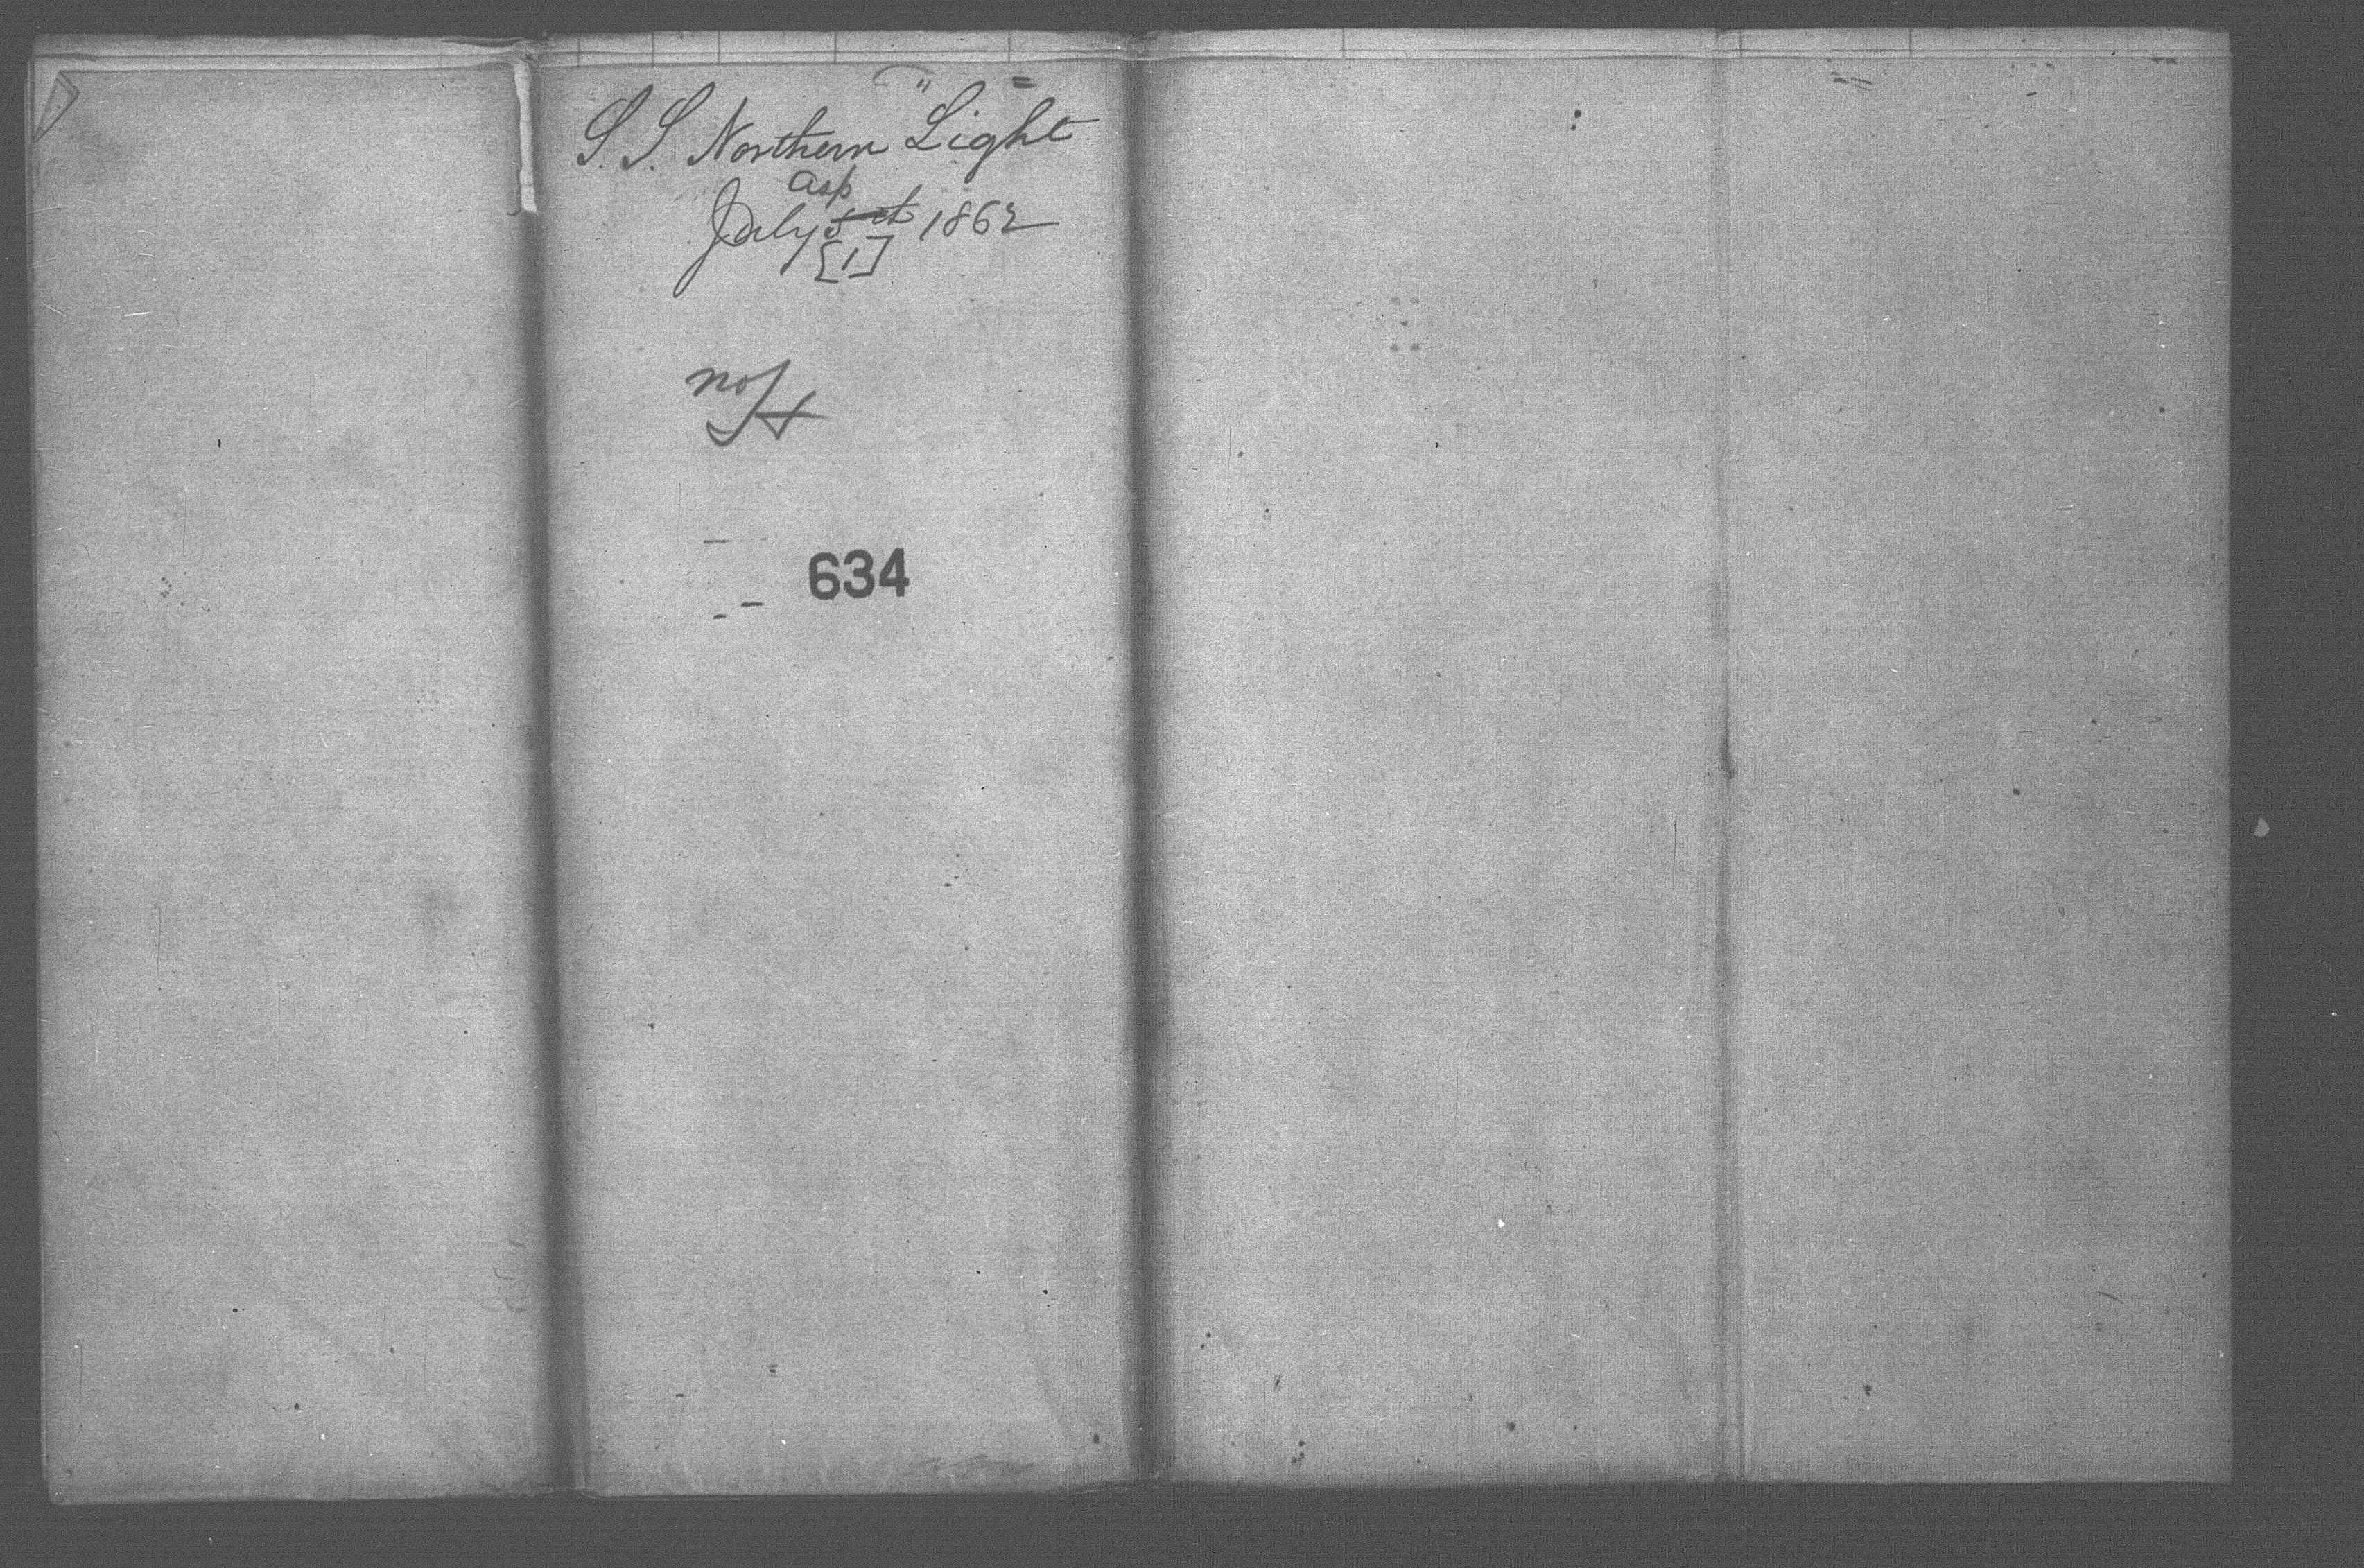 S.S. Northern "Light
Asp
July 5th 1862
[1]
no/
634